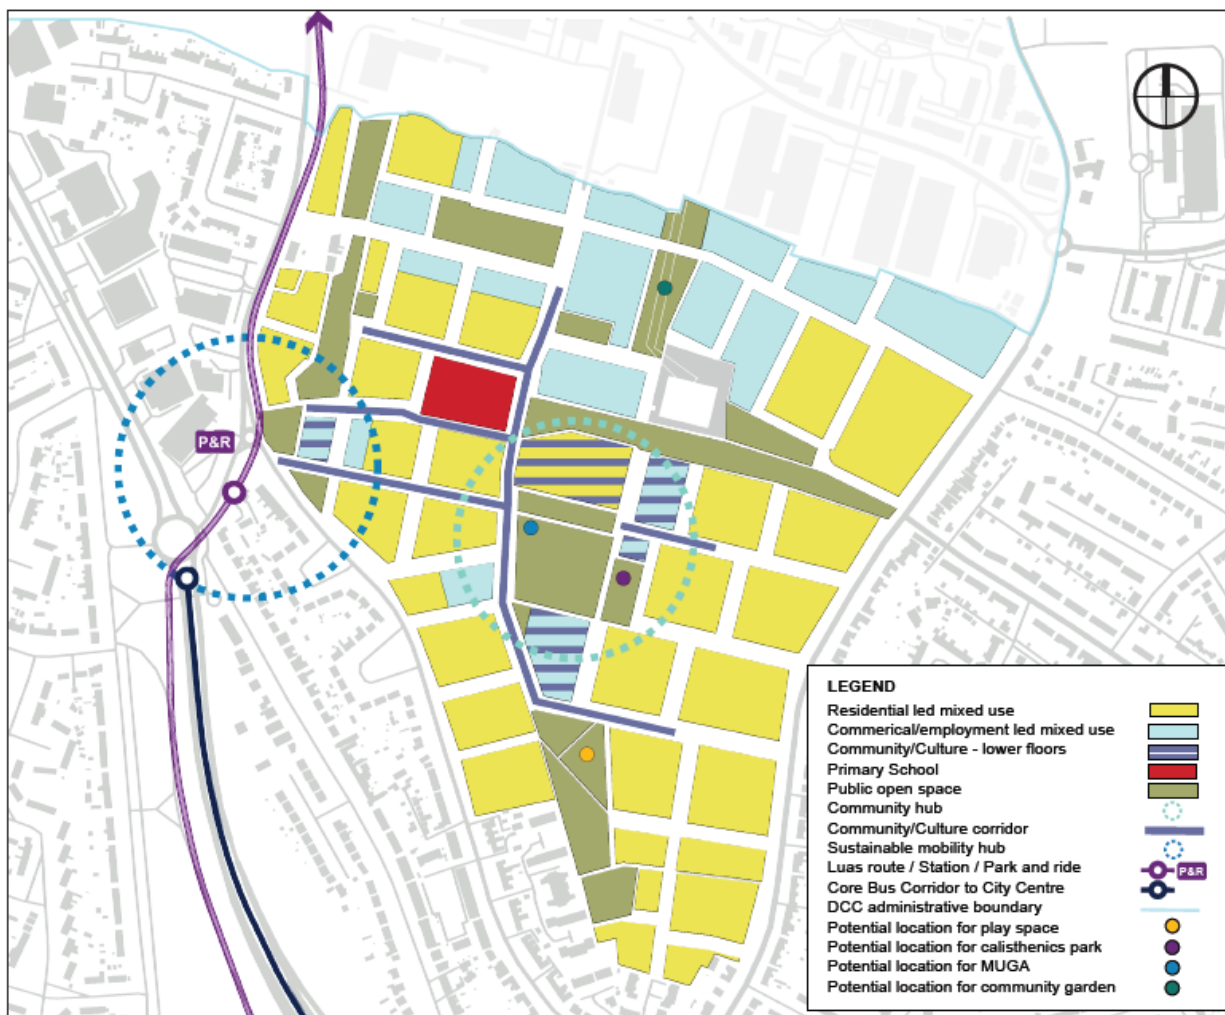 P&R
LEGEND
Residential led mixed use
Commerical/employment led mixed use
Community/Culture - lower floors
Primary School
Public open space
Community hub
Community/Culture corridor
Sustainable mobility hub
Luas route / Station / Park and ride P&R
Core Bus Corridor to City Centre
DCC administrative boundary
Potential location for play space
Potential location for calisthenics park
Potential location for MUGA
Potential location for community garden